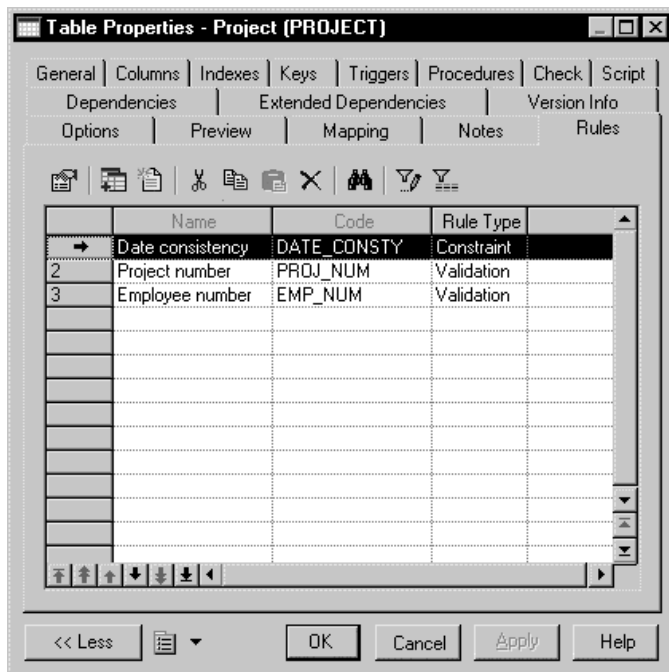 Table Properties - Project (PROJECT)
General Columns Indexes Keys Triggers Procedures Check Script
Dependencies Extended Dependencies Version Info
Options Preview Mapping Notes Rules
Name Code Rule Type
Date consistency DATE_CONSTY Constraint
2 Project number PROJ_NUM Validation
3 Employee number EMP_NUM Validation
<< Less OK Cancel Apply Help